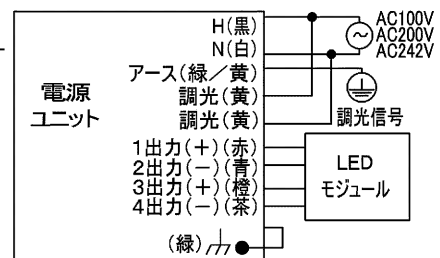 H(黒)
N(白)
アース(緑／黄)
調光(黄)
調光(黄)
1出力(＋)(赤)
2出力(－)(青)
3出力(＋)(橙)
4出力(－)(茶)
(緑)
電源
ユニット
AC100V
AC200V
AC242V
調光信号
LED
モジュール